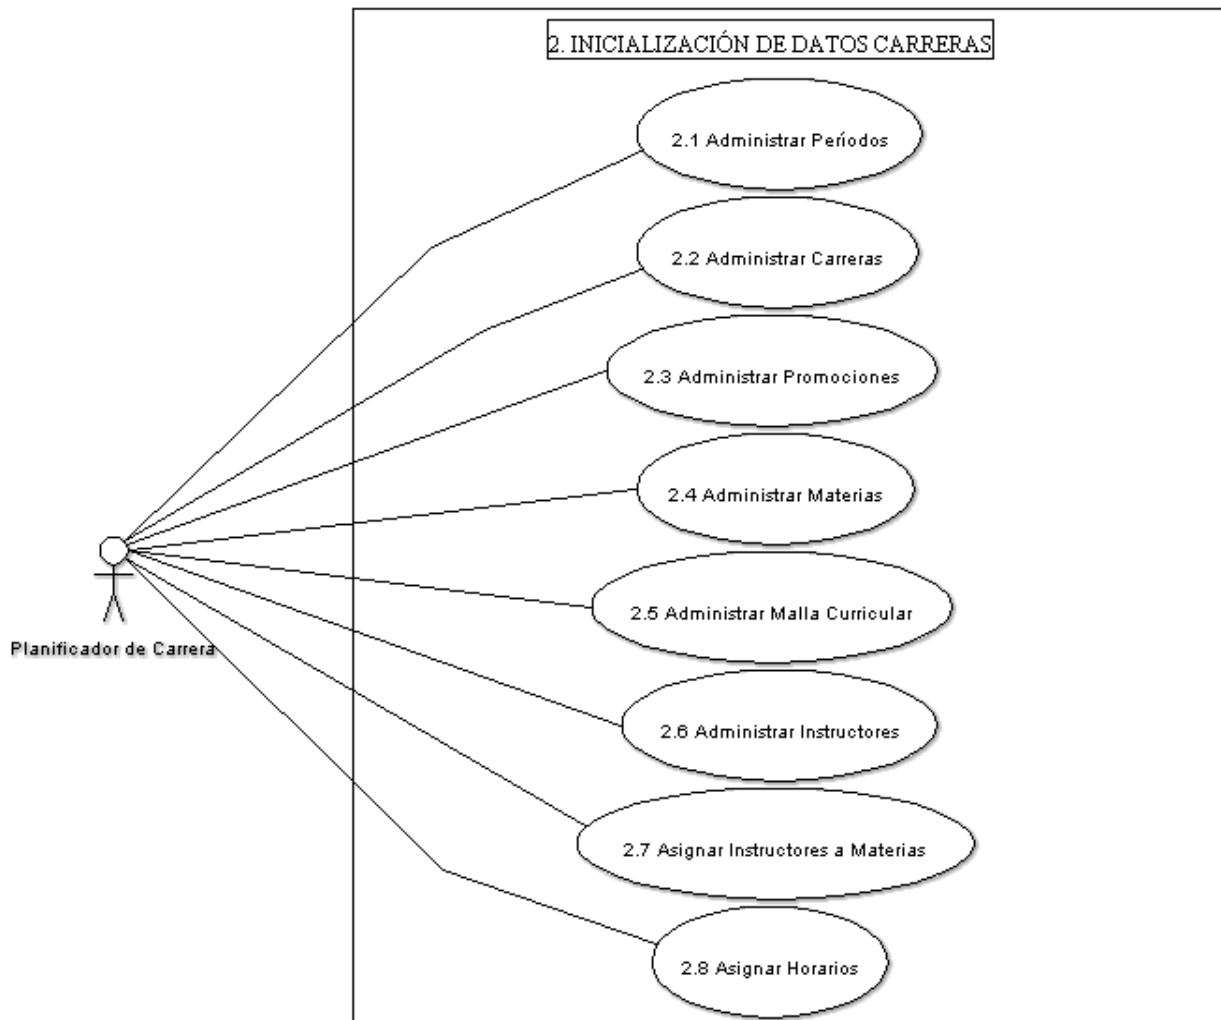 2. INICIALIZACIÓN DE DATOS CARRERAS
2.1 Administrar Períodos
2.2 Administrar Carreras
2.3 Administrar Promociones
2.4 Administrar Materias
2.5 Administrar Malla Curricular
Planificador de Carrera
2.6 Administrar Instructores
2.7 Asignar Instructores a Materias
2.8 Asignar Horarios